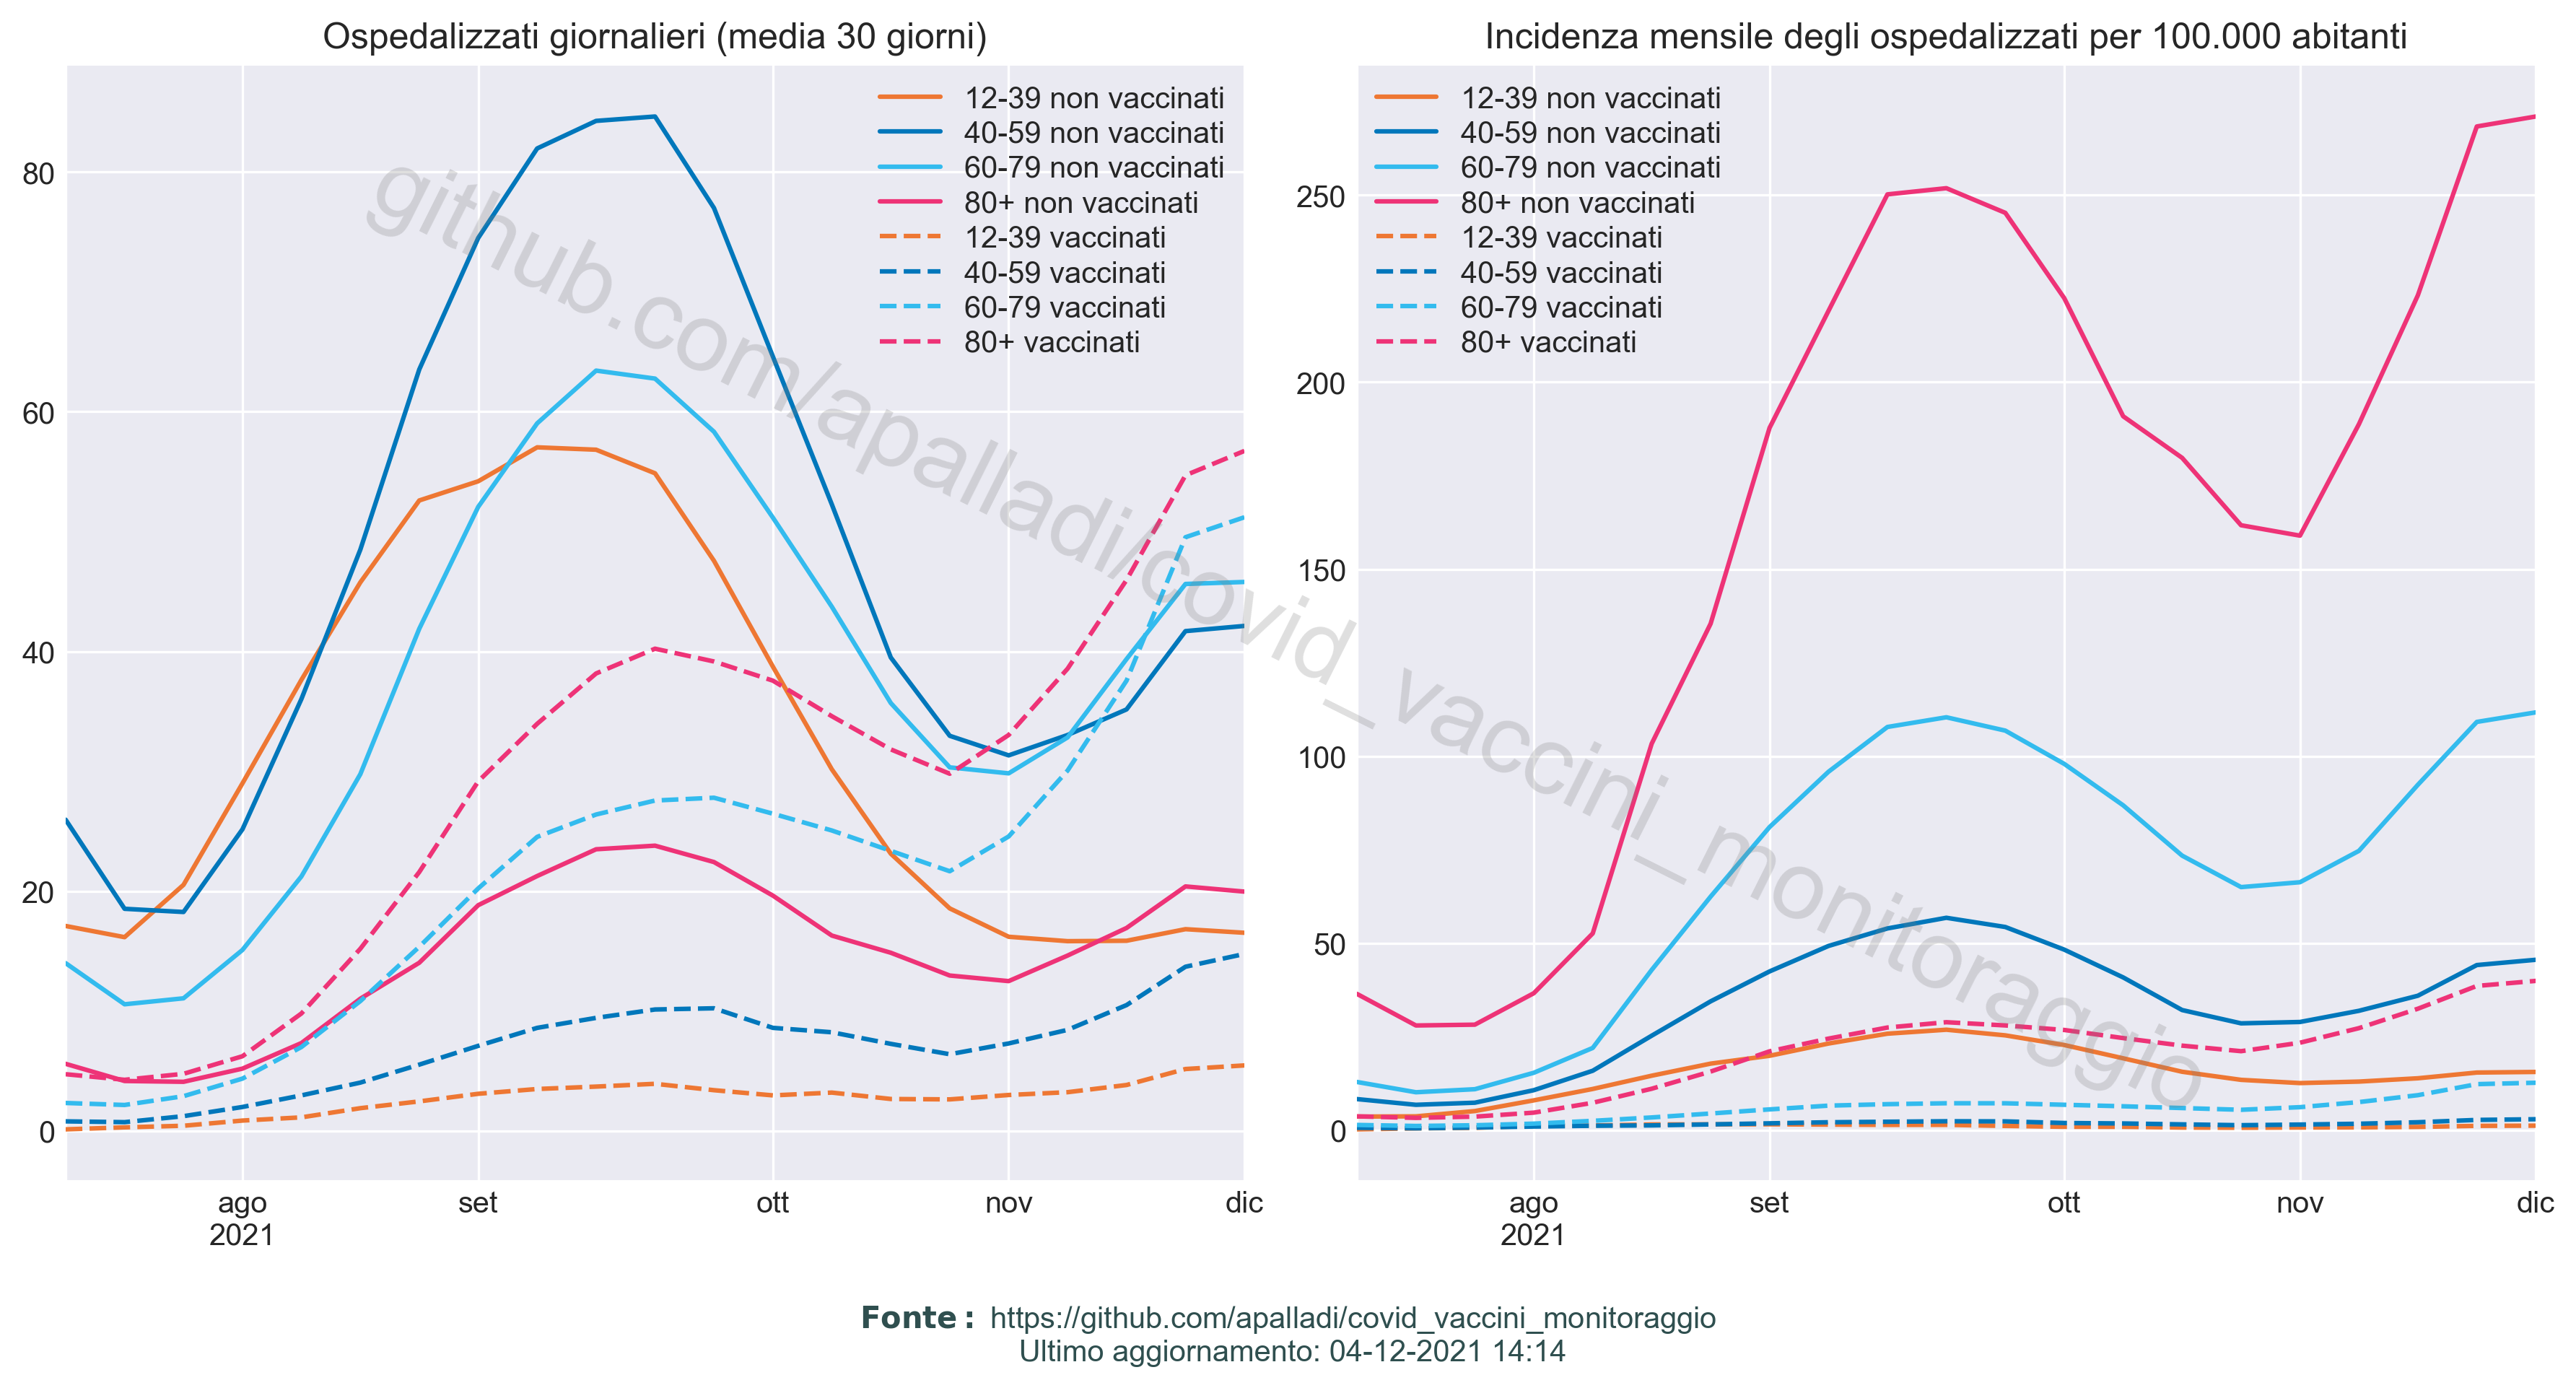 Ospedalizzati giornalieri (media 30 giorni)
80
60
40
20
0
ago
2021
set
ott
nov
dic
12-39 non vaccinati
40-59 non vaccinati
60-79 non vaccinati
80+ non vaccinati
12-39 vaccinati
40-59 vaccinati
60-79 vaccinati
80+ vaccinati
Incidenza mensile degli ospedalizzati per 100.000 abitanti
250
200
150
100
50
0
ago
2021
set
ott
nov
dic
12-39 non vaccinati
40-59 non vaccinati
60-79 non vaccinati
80+ non vaccinati
12-39 vaccinati
40-59 vaccinati
60-79 vaccinati
80+ vaccinati
github.com/apalladi/covid_vaccini_monitoraggio
Fonte: https://github.com/apalladi/covid_vaccini_monitoraggio
Ultimo aggiornamento: 04-12-2021 14:14